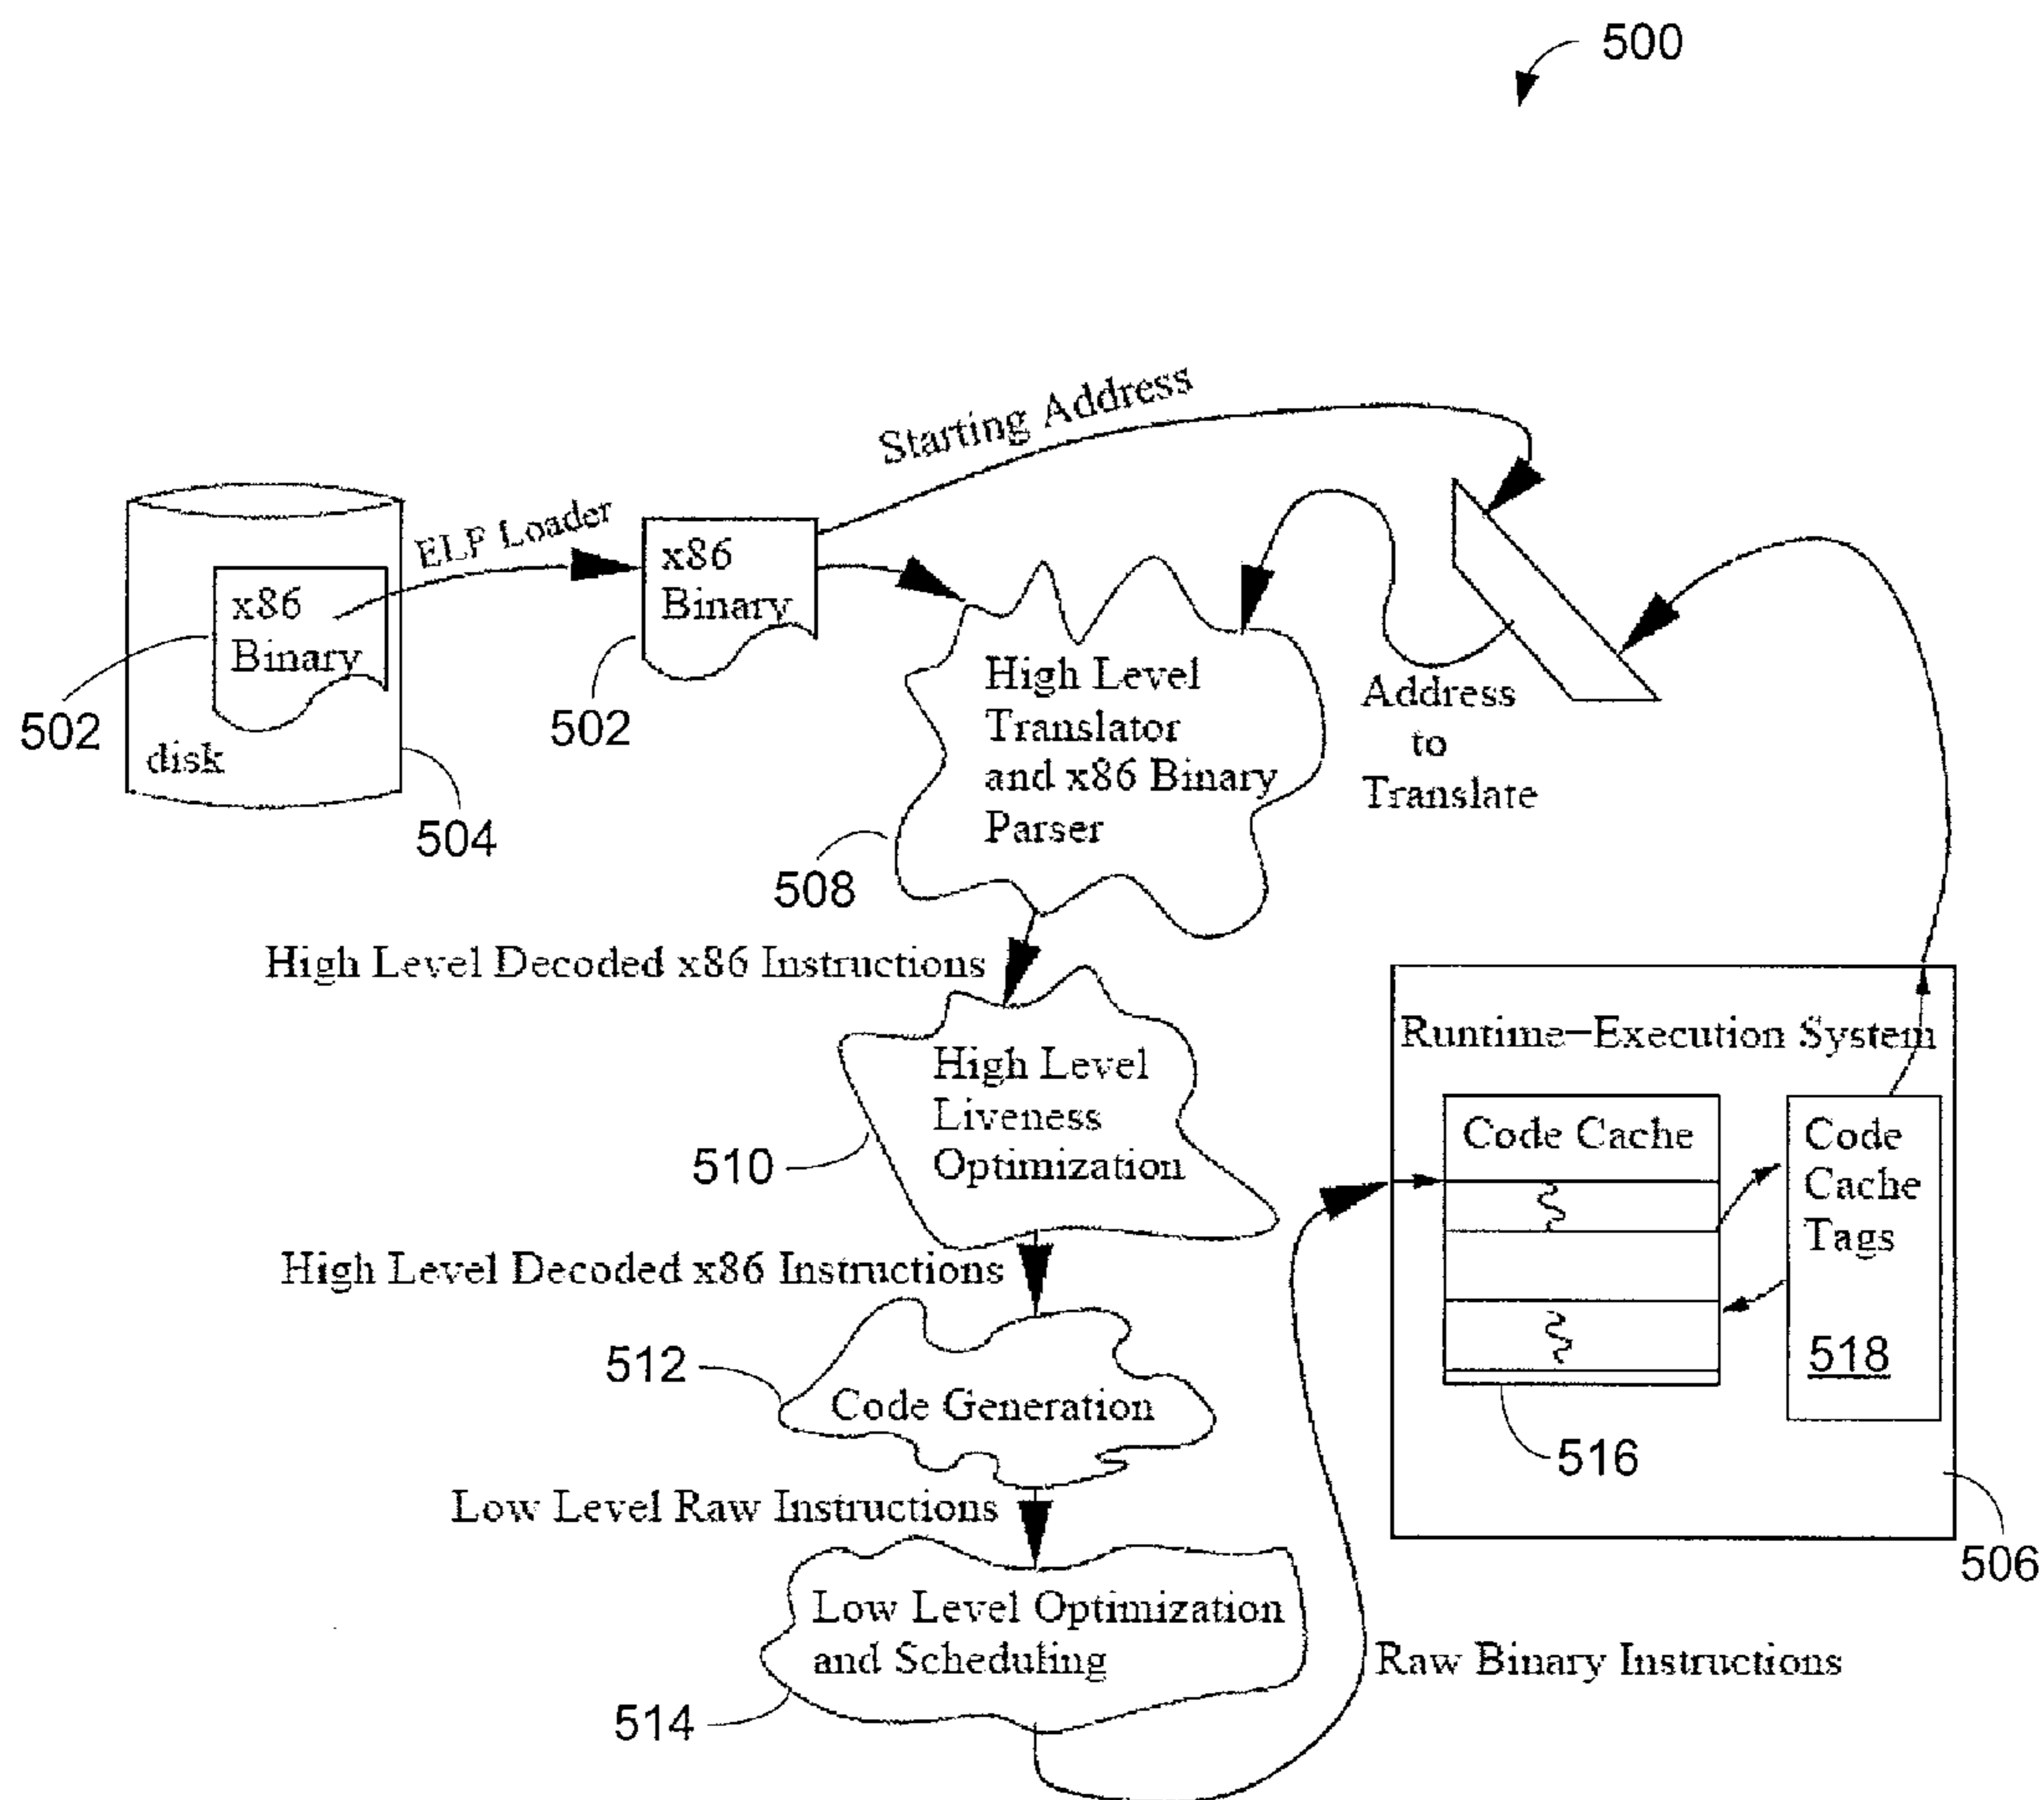 500
Starting Address
ELF Loader
x86
Binary
x86
Binary
disk
502
502
504
High Level
Translator
and x86 Binary
Parser
508
Address
to
Translate
High Level Decoded x86 Instructions
High Level
Liveness
Optimization
510
High Level Decoded x86 Instructions
512
Code Generation
Low Level Raw Instructions
Low Level Optimization
and Scheduling
514
Raw Binary Instructions
Runtime-Execution System
Code Cache
Code
Cache
Tags
518
516
506